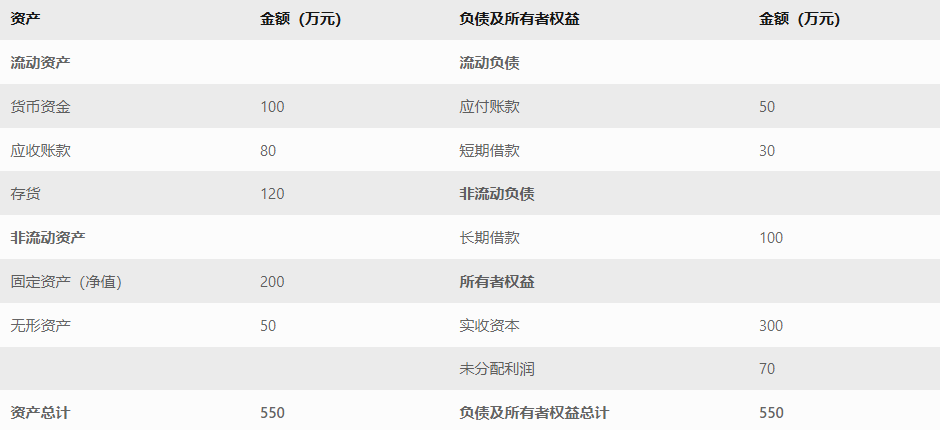 资产 金额（万元） 负债及所有者权益 金额（万元）
流动资产 流动负债
货币资金 100 应付账款 50
应收账款 80 短期借款 30
存货 120 非流动负债
非流动资产 长期借款 100
固定资产（净值） 200 所有者权益
无形资产 50 实收资本 300
未分配利润 70
资产总计 550 负债及所有者权益总计 550